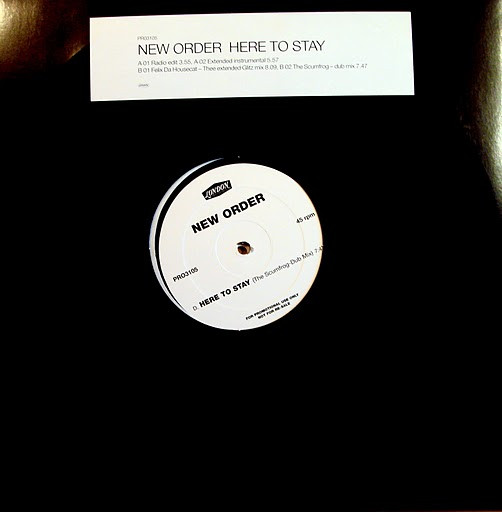 PRO3105
NEW ORDER HERE TO STAY
A 01 Radio edit 3.55, A 02 Extended instrumental 5.57
B 01 Felix Da Housecat – Thee extended Glitz mix 8.09, B 02 The Scumfrog – dub mix 7.47
LONDON
NEW ORDER
45 rpm
PRO3105
D. HERE TO STAY (The Scumfrog Dub Mix) 7:4
FOR PROMOTIONAL USE ONLY
NOT FOR RE-SALE